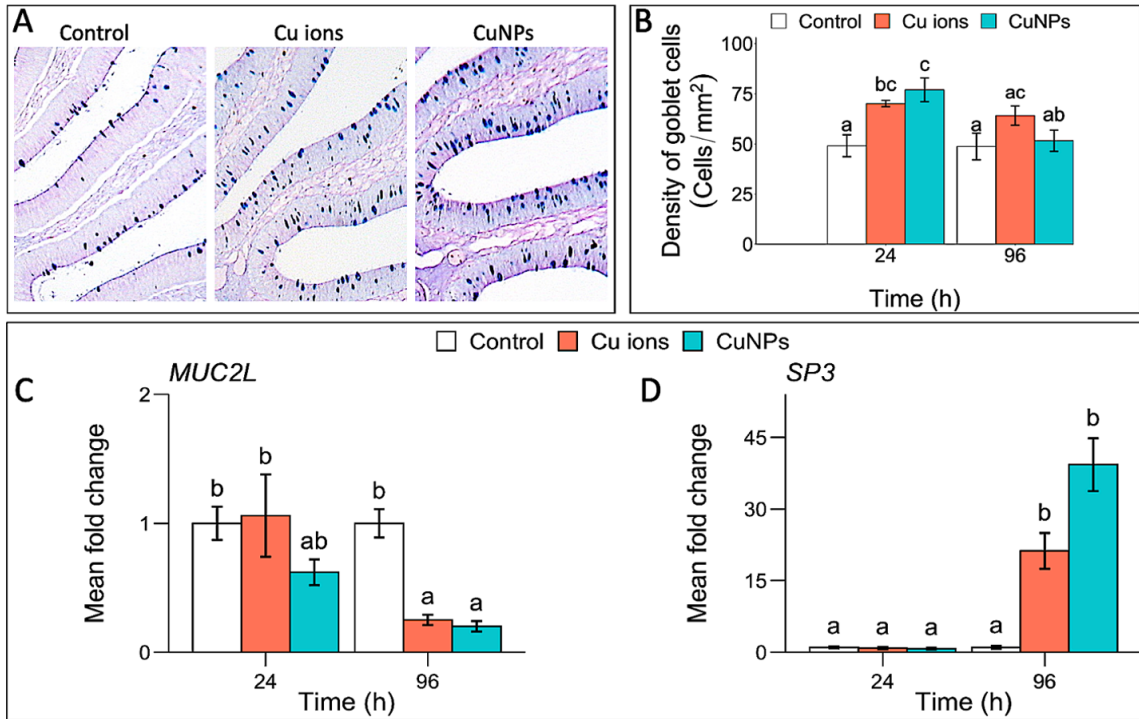 A
Control Cu ions CuNPs
B
Control Cu ions CuNPs
Density of goblet cells
(Cells/mm²)
100
75
50
25
0
a bc c a ac ab
24 96
Time (h)
Control Cu ions CuNPs
C
MUC2L
Mean fold change
2
1
0
b b ab b a a
24 96
Time (h)
D
SP3
Mean fold change
45
30
15
0
a a a a b b
24 96
Time (h)